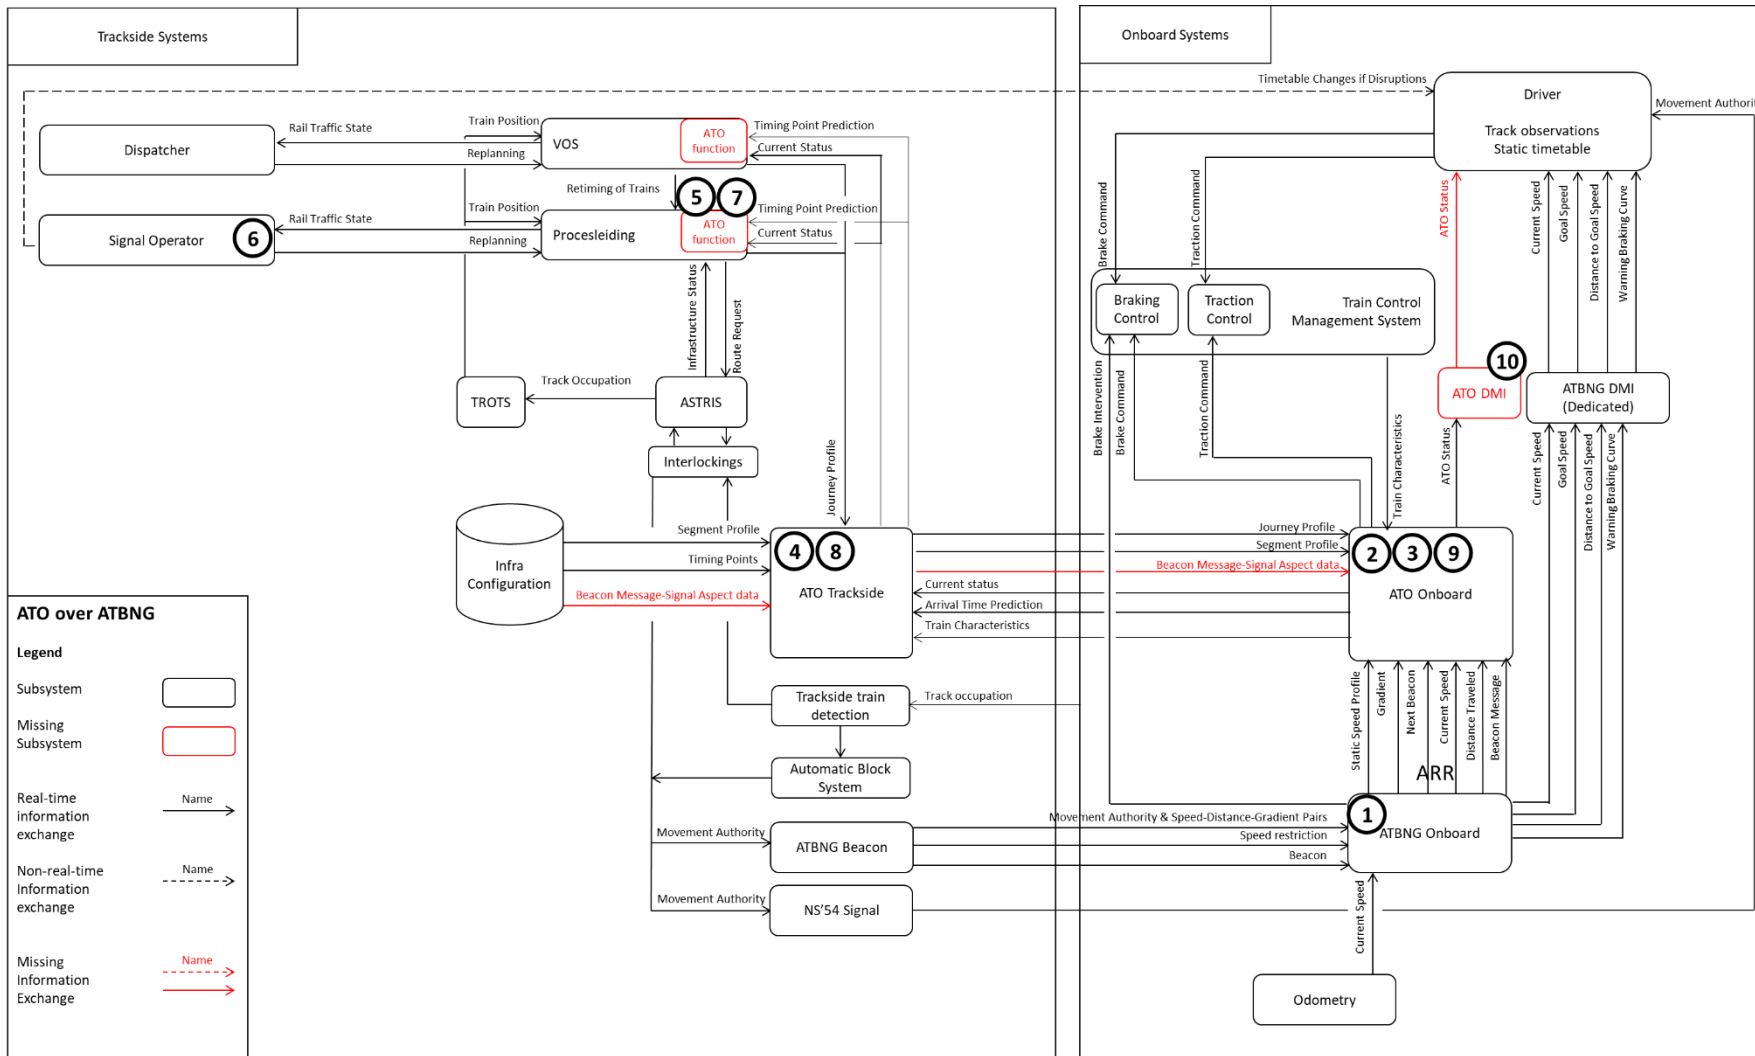 Trackside Systems
Onboard Systems
Timetable Changes if Disruptions
Driver
Track observations
Static timetable
Movement Authorit
Dispatcher
Rail Traffic State
Train Position
Replanning
VOS
ATO
function
Timing Point Prediction
Current Status
Retiming of Trains
5
7
Signal Operator
6
Rail Traffic State
Train Position
Replanning
Procesleiding
ATO
function
Timing Point Prediction
Current Status
Brake Command
Traction Command
ATO Status
Current Speed
Goal Speed
Distance to Goal Speed
Warning Braking Curve
Infrastructure Status
Route Request
Braking
Control
Traction
Control
Train Control
Management System
TROTS
Track Occupation
ASTRIS
Interlockings
Journey Profile
Brake Intervention
Brake Command
Traction Command
Train Characteristics
10
ATO DMI
ATBNG DMI
(Dedicated)
ATO Status
Current Speed
Goal Speed
Distance to Goal Speed
Warning Braking Curve
Infra
Configuration
Segment Profile
Timing Points
Beacon Message-Signal Aspect data
4
8
ATO Trackside
Journey Profile
Segment Profile
Beacon Message-Signal Aspect data
Current status
Arrival Time Prediction
Train Characteristics
2
3
9
ATO Onboard
ATO over ATBNG
Legend
Subsystem
Missing
Subsystem
Real-time
information
exchange
Name
Non-real-time
Information
exchange
Name
Missing
Information
Exchange
Name
Trackside train
detection
Track occupation
Automatic Block
System
Static Speed Profile
Gradient
Next Beacon
Current Speed
Distance Traveled
Beacon Message
ARR
Movement Authority
ATBNG Beacon
Movement Authority & Speed-Distance-Gradient Pairs
Speed restriction
Beacon
1
ATBNG Onboard
Movement Authority
NS'54 Signal
Current Speed
Odometry